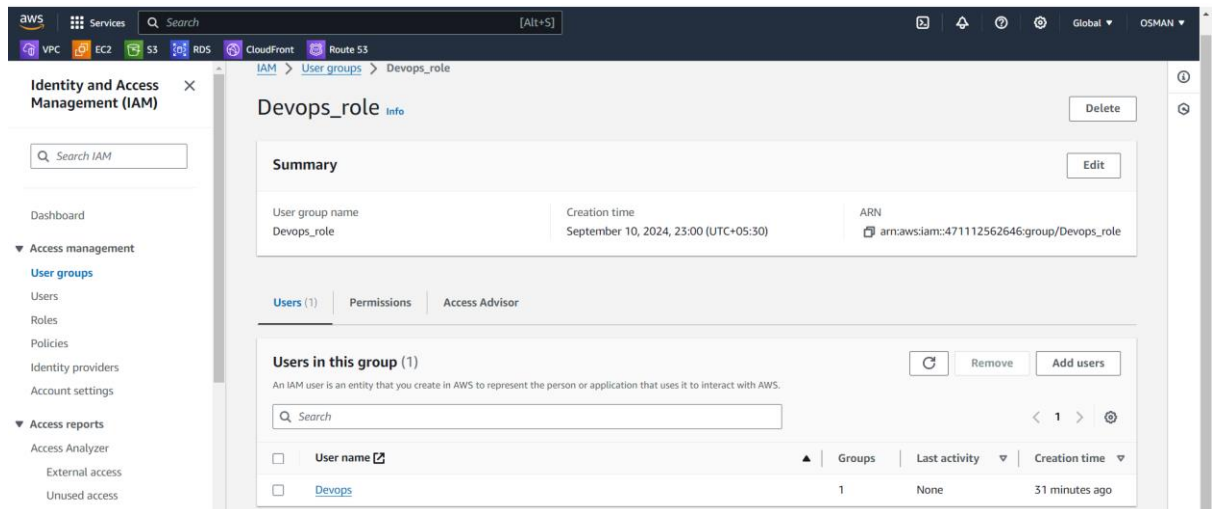 aws Services Search [Alt+S] Global ▼ OSMAN ▼
VPC EC2 S3 RDS CloudFront Route 53
Identity and Access
Management (IAM)
Search IAM
Dashboard
Access management
User groups
Users
Roles
Policies
Identity providers
Account settings
Access reports
Access Analyzer
External access
Unused access
IAM > User groups > Devops_role
Devops_role Info Delete
Summary Edit
User group name
Devops_role
Creation time
September 10, 2024, 23:00 (UTC+05:30)
ARN
arn:aws:iam::471112562646:group/Devops_role
Users (1) Permissions Access Advisor
Users in this group (1) Remove Add users
An IAM user is an entity that you create in AWS to represent the person or application that uses it to interact with AWS.
Search < 1 >
User name Groups Last activity Creation time
Devops 1 None 31 minutes ago